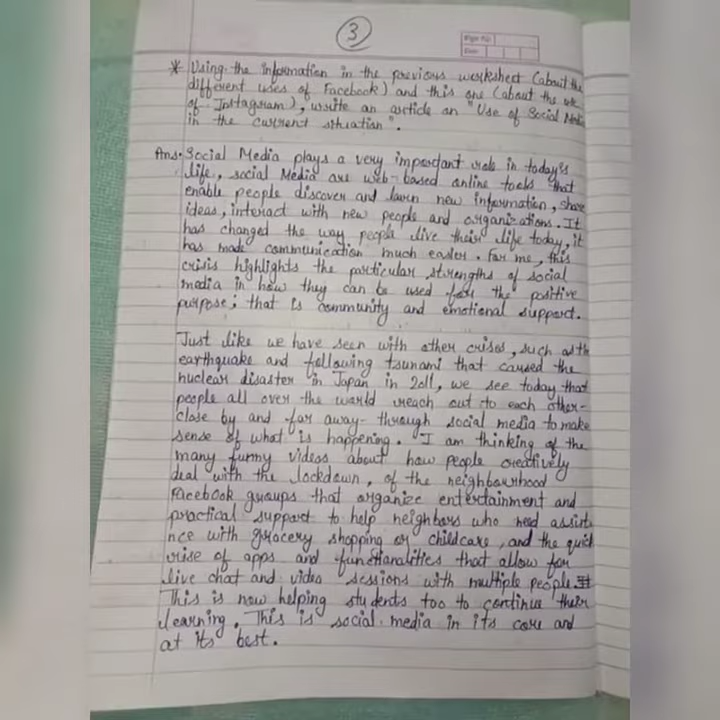 3
Page No.
Date
* Using the information in the previous worksheet (about the
different uses of Facebook) and this one (about the use
of Instagram), write an article on "Use of Social Media
in the current situation".
Ans. Social Media plays a very important role in today's
life, social Media are web-based online tools that
enable people discover and learn new information, share
ideas, interact with new people and organizations. It
has changed the way people live their life today, it
has made communication much easier. For me, this
crisis highlights the particular strengths of social
media in how they can be used for the positive
purpose; that is community and emotional support.
Just like we have seen with other crises, such as the
earthquake and following tsunami that caused the
nuclear disaster in Japan in 2011, we see today that
people all over the world reach out to each other-
close by and far away- through social media to make
sense of what is happening. I am thinking of the
many funny videos about how people creatively
deal with the lockdown, of the neighbourhood
Facebook groups that organize entertainment and
practical support to help neighbors who need assista
nce with grocery shopping or childcare, and the quick
rise of apps and functionalities that allow for
live chat and video sessions with multiple people.
This is now helping students too to continue their
learning. This is social media in its core and
at its best.